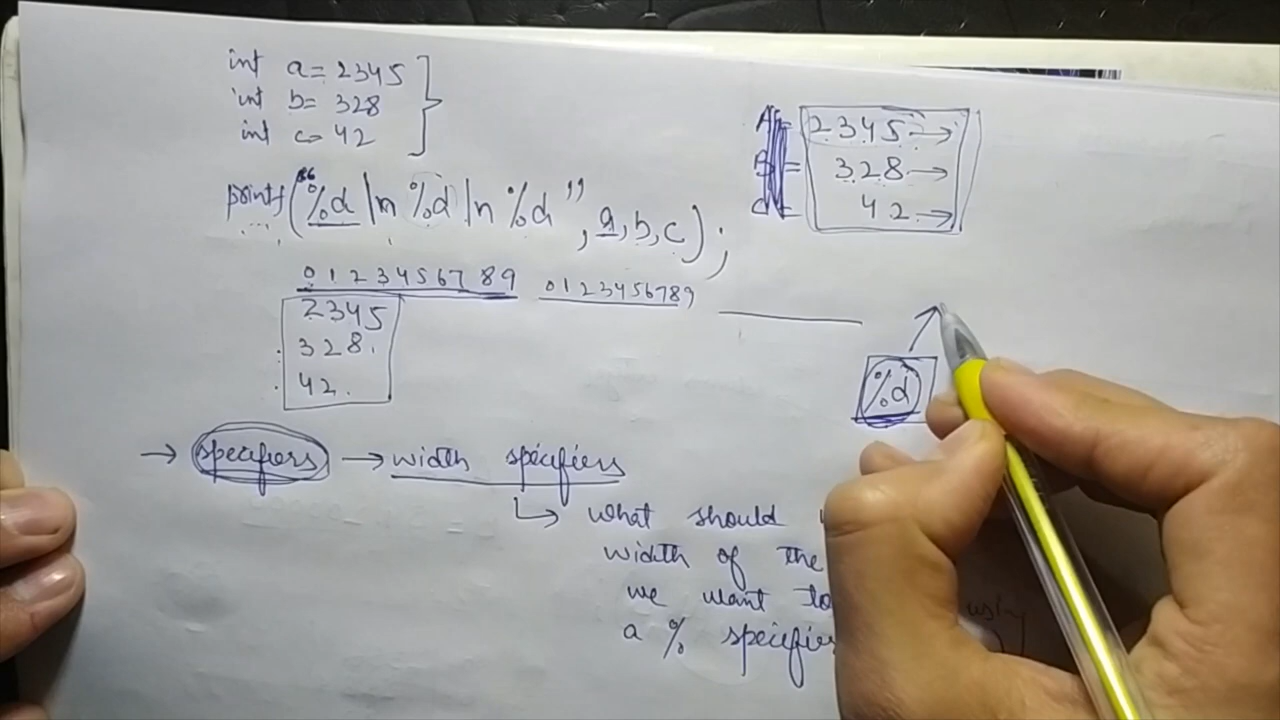 int a= 2345
int b= 328
int c= 42
printf("%d \n %d \n %d", a, b, c);
A= 2345
B= 328
C= 42
0 1 2 3 4 5 6 7 8 9 0 1 2 3 4 5 6 7 8 9
2345
328
42
%d
→ specifiers → width specifiers
what should
width of the
we want to
a % specifier